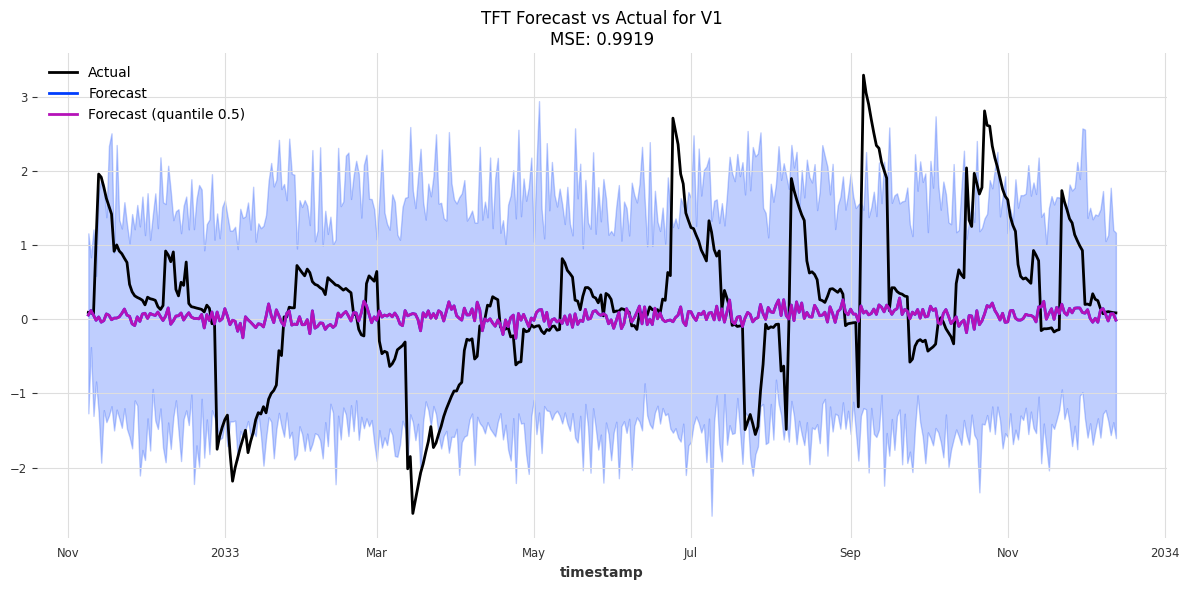 TFT Forecast vs Actual for V1
MSE: 0.9919
Actual
Forecast
Forecast (quantile 0.5)
3
2
1
0
−1
−2
Nov
2033
Mar
May
Jul
Sep
Nov
2034
timestamp